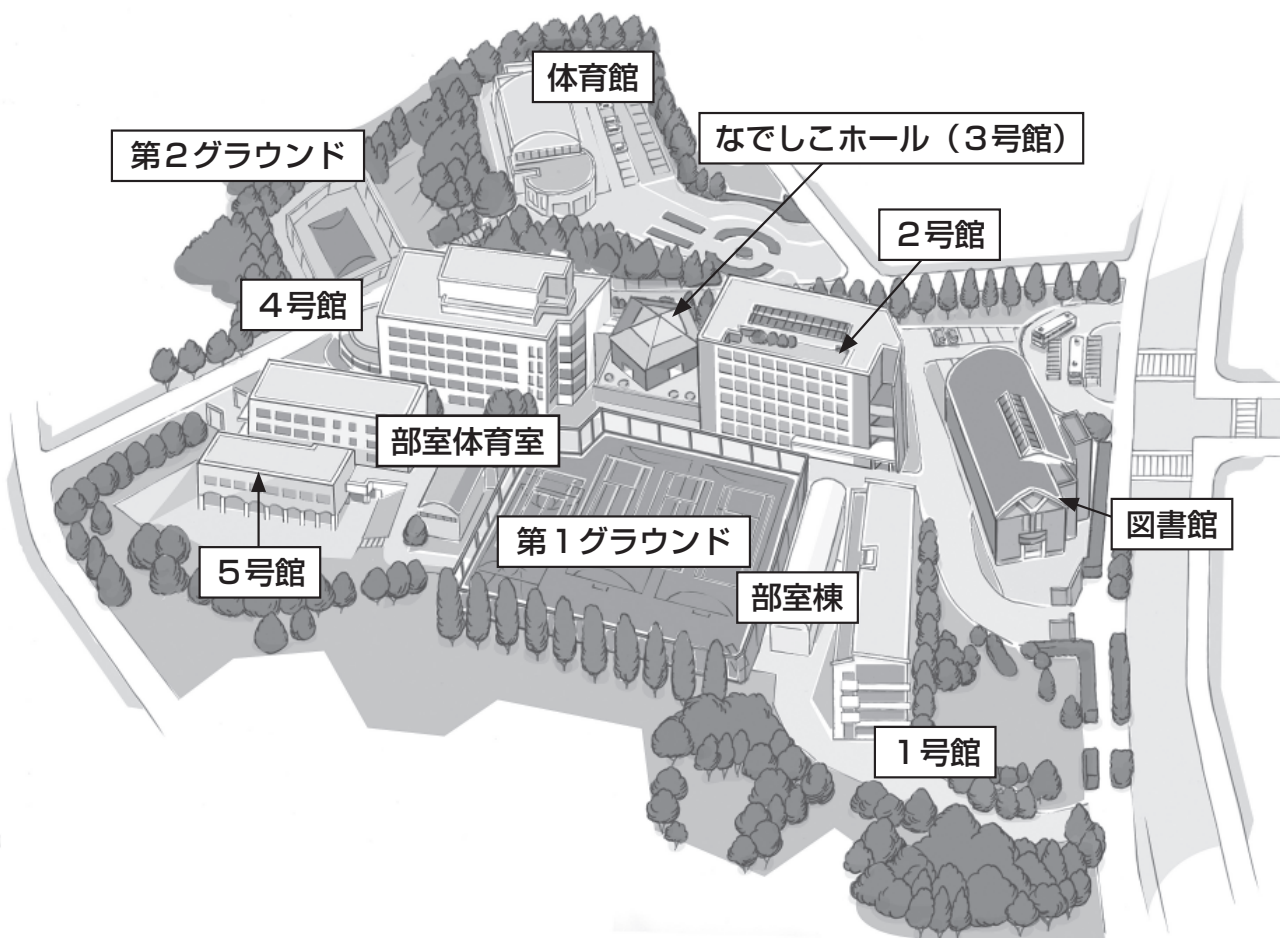 体育館
なでしこホール（３号館）
第２グラウンド
２号館
４号館
部室体育室
第１グラウンド
図書館
５号館
部室棟
１号館